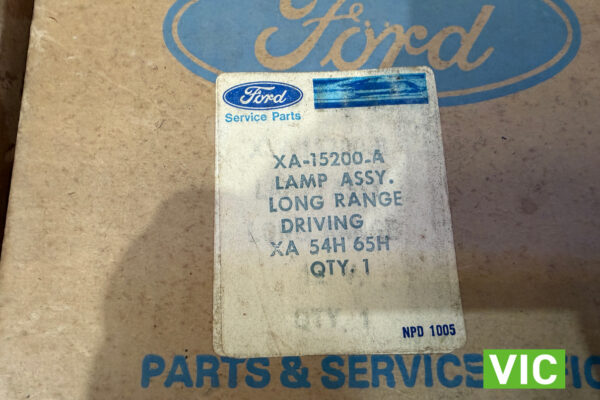 Ford
Ford
Service Parts
XA-15200-A
LAMP ASSY.
LONG RANGE
DRIVING
XA 54H 65H
QTY. 1
QTY. 1
NPD 1005
PARTS & SERVICE
VIC